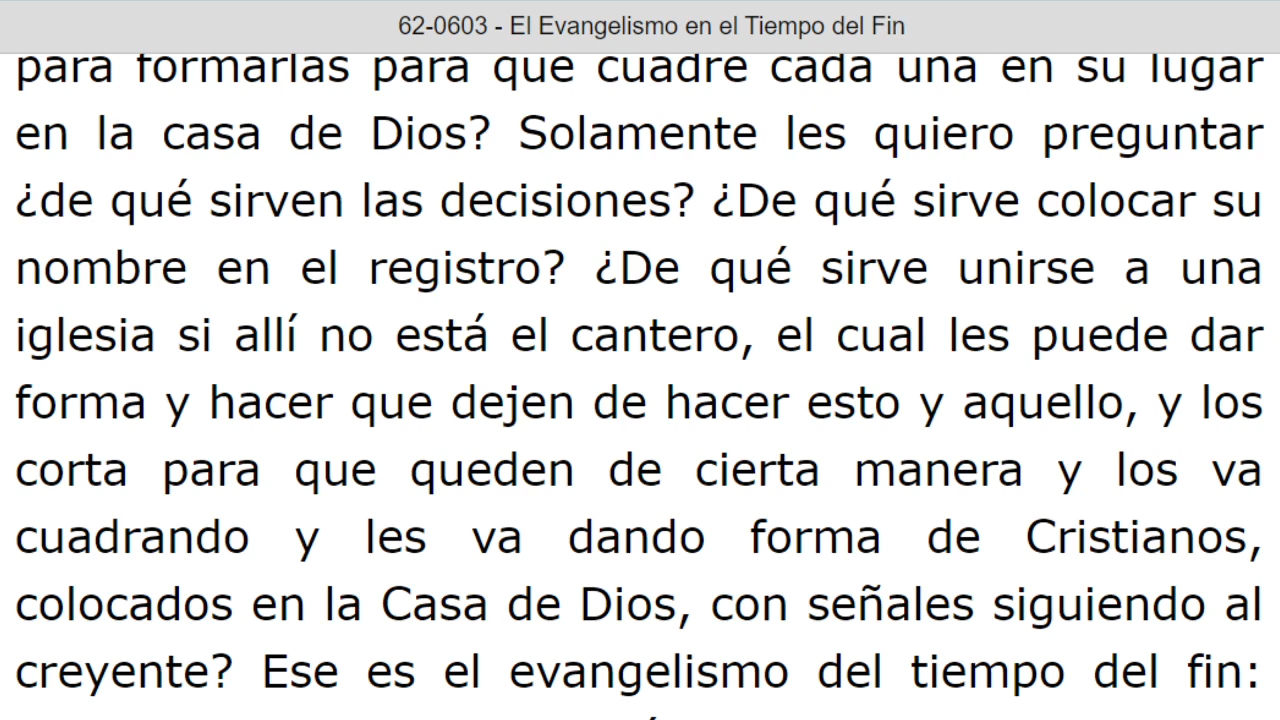 62-0603 - El Evangelismo en el Tiempo del Fin
para formarlas para que cuadre cada una en su lugar
en la casa de Dios? Solamente les quiero preguntar
¿de qué sirven las decisiones? ¿De qué sirve colocar su
nombre en el registro? ¿De qué sirve unirse a una
iglesia si allí no está el cantero, el cual les puede dar
forma y hacer que dejen de hacer esto y aquello, y los
corta para que queden de cierta manera y los va
cuadrando y les va dando forma de Cristianos,
colocados en la Casa de Dios, con señales siguiendo al
creyente? Ese es el evangelismo del tiempo del fin: